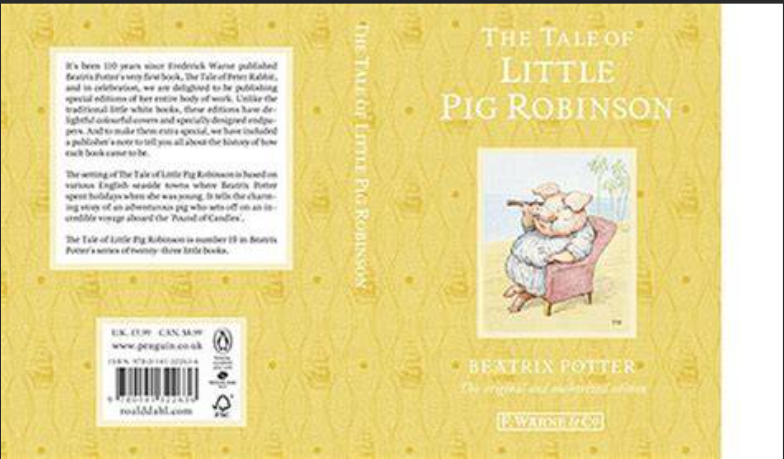 It's been 110 years since Frederick Warne published
Beatrix Potter's very first book, The Tale of Peter Rabbit,
and in celebration, we are delighted to be publishing
special editions of her entire body of work. Unlike the
traditional little white books, these editions have de-
lightful colourful covers and specially designed endpa-
pers. And to make them extra special, we have included
a publisher's note to tell you all about the history of how
each book came to be.
The setting of The Tale of Little Pig Robinson is based on
various English seaside towns where Beatrix Potter
spent holidays when she was young. It tells the charm-
ing story of an adventurous pig who sets off on an in-
credible voyage aboard the 'Pound of Candles'.
The Tale of Little Pig Robinson is number 19 in Beatrix
Potter's series of twenty-three little books.
U.K. £7.99 CAN. $8.99
www.penguin.co.uk
roalddahl.com
FSC
THE TALE OF LITTLE PIG ROBINSON
THE TALE OF
LITTLE
PIG ROBINSON
BEATRIX POTTER
The original and authorized edition
F. WARNE & Co